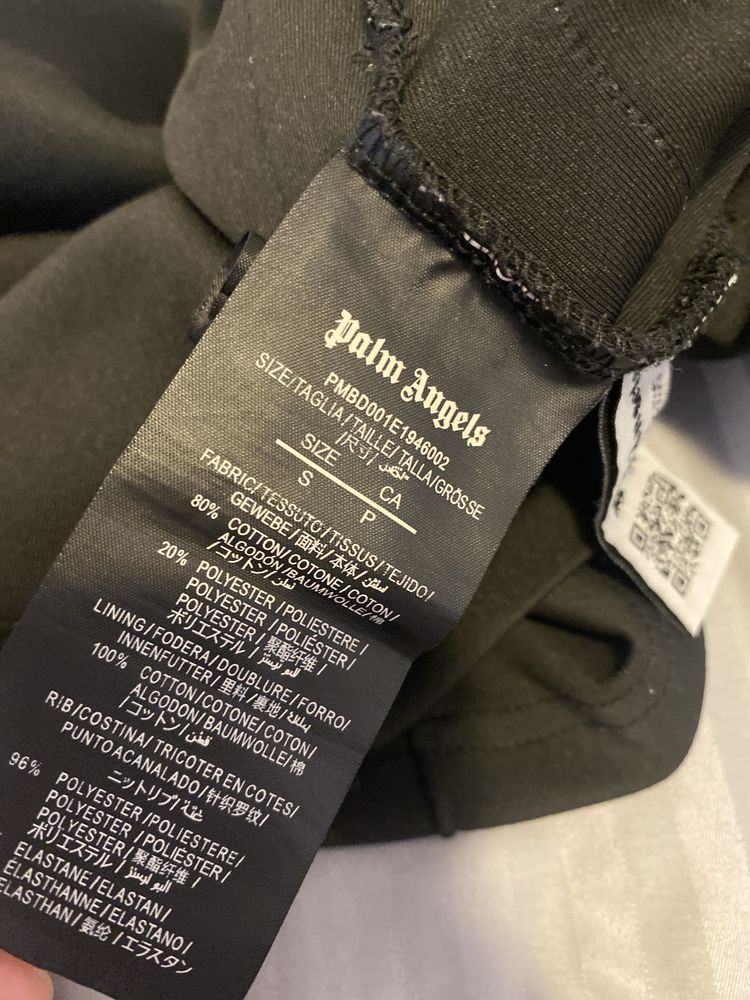 Palm Angels
PMBD001E1946002
SIZE/TAGLIA/TAILLE/TALLA/GRÖSSE
/尺寸/مقاس
SIZE CA
S P
FABRIC/TESSUTO/TISSUS/TEJIDO/
GEWEBE/面料/本体/
80% COTTON/COTONE/COTON/
ALGODÓN/BAUMWOLLE/棉
/コットン/قطن
20% POLYESTER/POLIESTERE/
POLYESTER/POLIÉSTER/
POLYESTER/聚酯纤维/
ポリエステル/البوليستر
LINING/FODERA/DOUBLURE/FORRO/
INNENFUTTER/里料/裏地/
100% COTTON/COTONE/COTON/
ALGODÓN/BAUMWOLLE/棉
/コットン/قطن
RIB/COSTINA/TRICOTER EN COTES/
PUNTO ACANALADO/针织罗纹/
ニットリブ/
96% POLYESTER/POLIESTERE/
POLYESTER/POLIÉSTER/
POLYESTER/聚酯纤维/
ポリエステル/البوليستر
ELASTANE/ELASTAN/
ELASTHANNE/ELASTANO/
ELASTHAN/氨纶/エラスタン